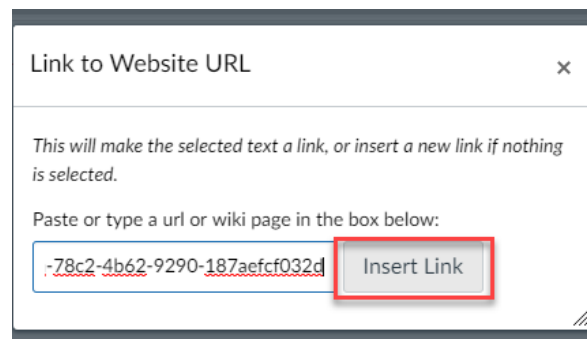 Link to Website URL
×
This will make the selected text a link, or insert a new link if nothing
is selected.
Paste or type a url or wiki page in the box below:
-78c2-4b62-9290-187aefcf032d
Insert Link